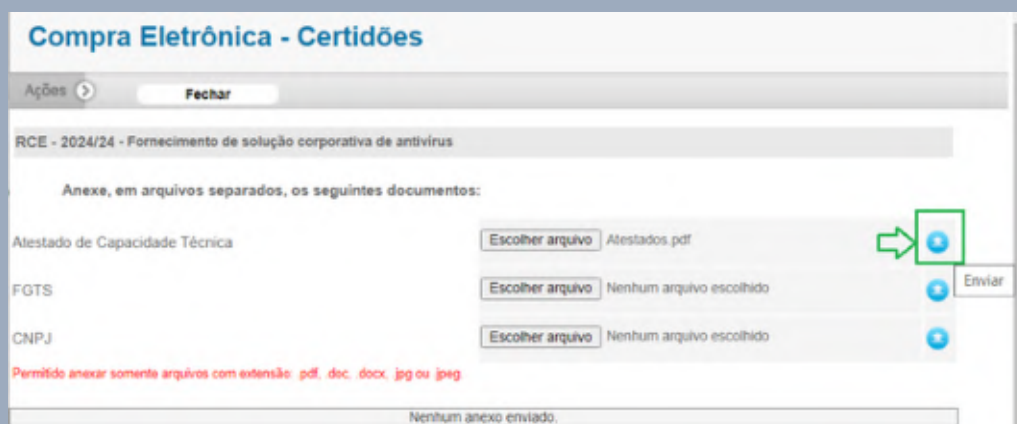 Compra Eletrônica - Certidões
Ações Fechar
RCE - 2024/24 - Fornecimento de solução corporativa de antivírus
Anexe, em arquivos separados, os seguintes documentos:
Atestado de Capacidade Técnica Escolher arquivo Atestados.pdf
Enviar
FGTS Escolher arquivo Nenhum arquivo escolhido
CNPJ Escolher arquivo Nenhum arquivo escolhido
Permitido anexar somente arquivos com extensão: .pdf, .doc, .docx, .jpg ou .jpeg.
Nenhum anexo enviado.